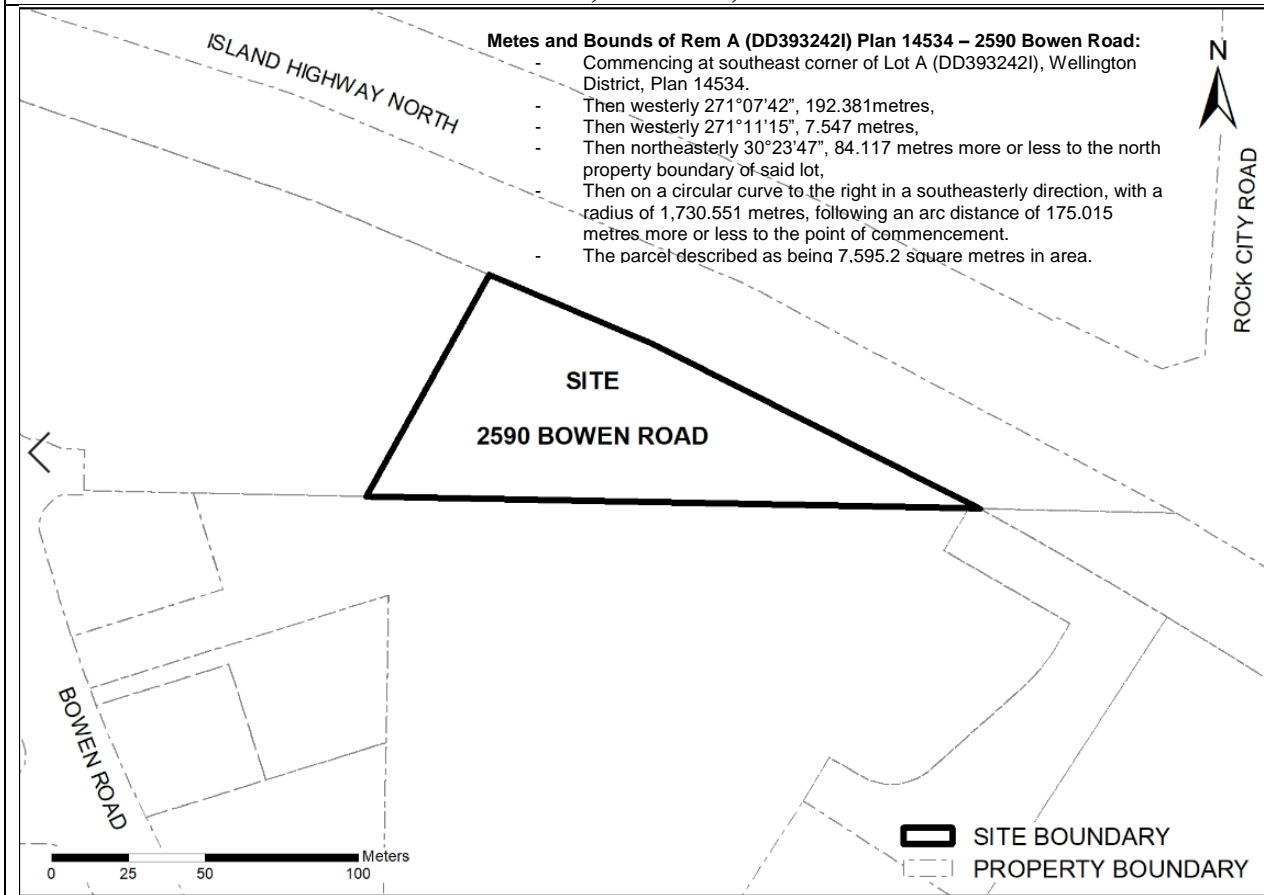 Metes and Bounds of Rem A (DD393242I) Plan 14534 – 2590 Bowen Road:
- Commencing at southeast corner of Lot A (DD393242I), Wellington
District, Plan 14534.
- Then westerly 271°07'42”, 192.381metres,
- Then westerly 271°11'15”, 7.547 metres,
- Then northeasterly 30°23'47”, 84.117 metres more or less to the north
property boundary of said lot,
- Then on a circular curve to the right in a southeasterly direction, with a
radius of 1,730.551 metres, following an arc distance of 175.015
metres more or less to the point of commencement.
- The parcel described as being 7,595.2 square metres in area.
ISLAND HIGHWAY NORTH
N
ROCK CITY ROAD
SITE
2590 BOWEN ROAD
BOWEN ROAD
Meters
0 25 50 100
SITE BOUNDARY
PROPERTY BOUNDARY